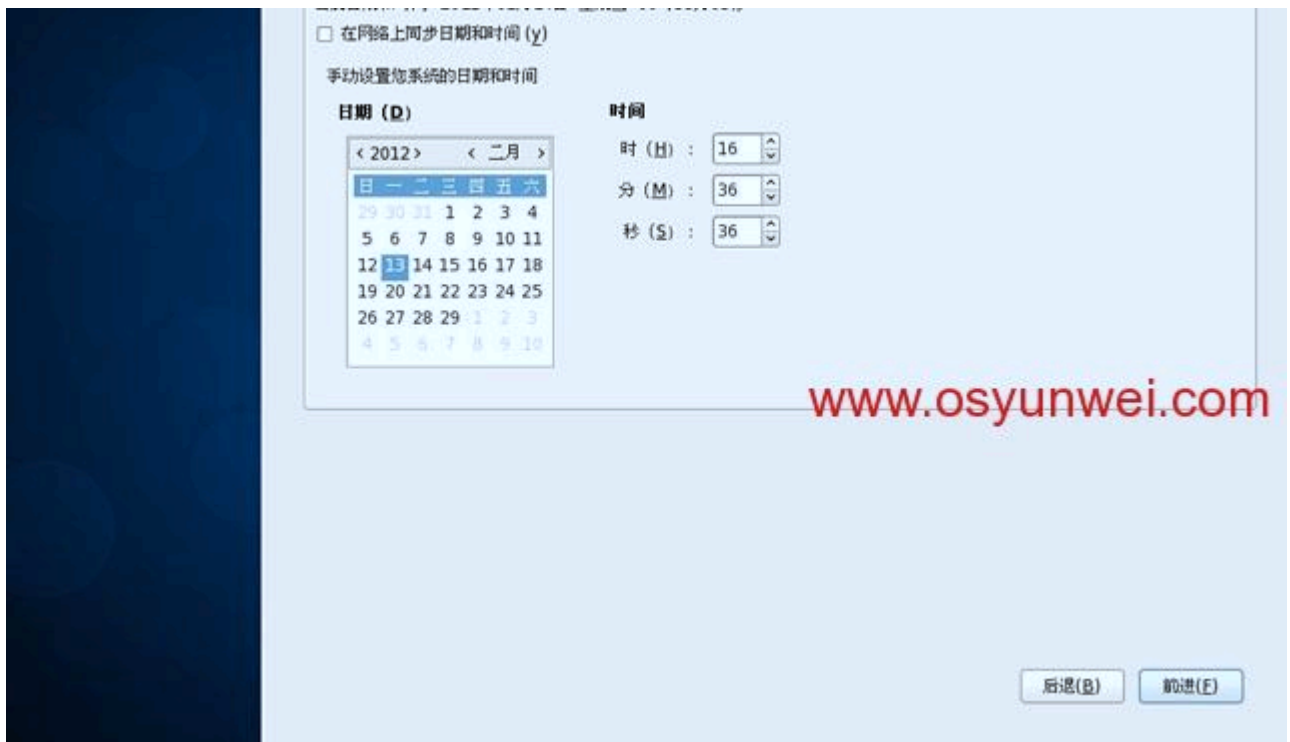 在网络上同步日期和时间 (y)
手动设置您系统的日期和时间
日期 (D)
时间
< 2012 > < 二月 >
日 一 二 三 四 五 六
29 30 31 1 2 3 4
5 6 7 8 9 10 11
12 13 14 15 16 17 18
19 20 21 22 23 24 25
26 27 28 29 1 2 3
4 5 6 7 8 9 10
时 (H) : 16
分 (M) : 36
秒 (S) : 36
www.osyunwei.com
后退(B)
前进(F)